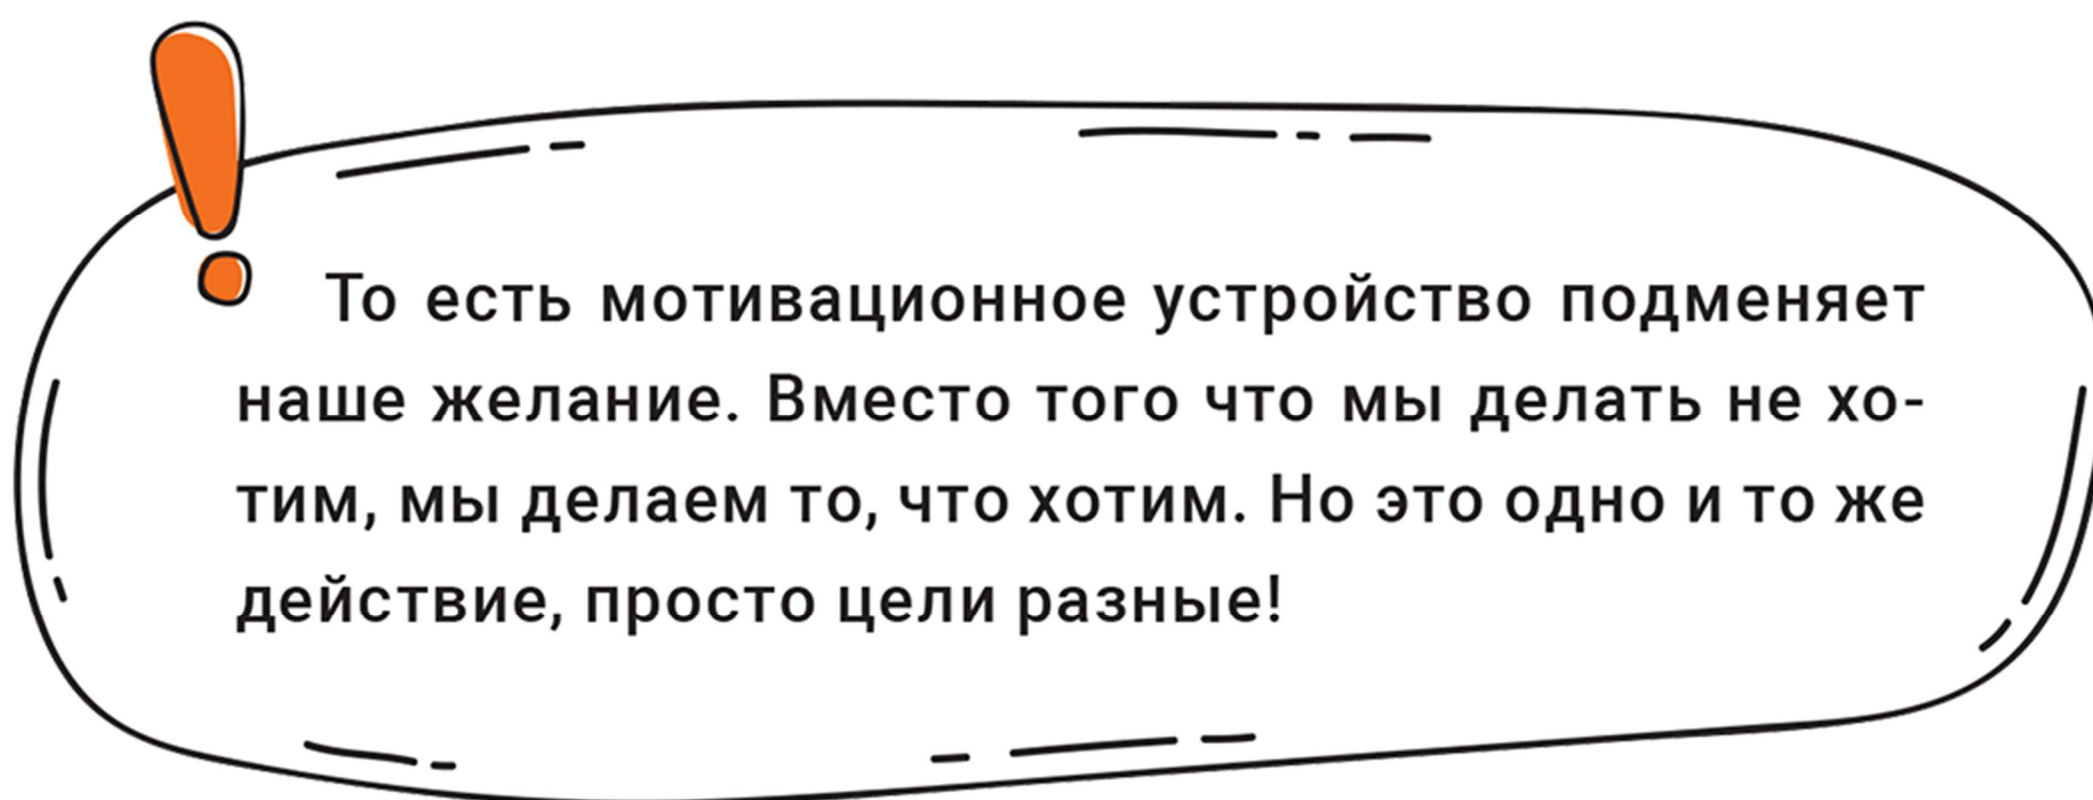 То есть мотивационное устройство подменяет
наше желание. Вместо того что мы делать не хо-
тим, мы делаем то, что хотим. Но это одно и то же
действие, просто цели разные!